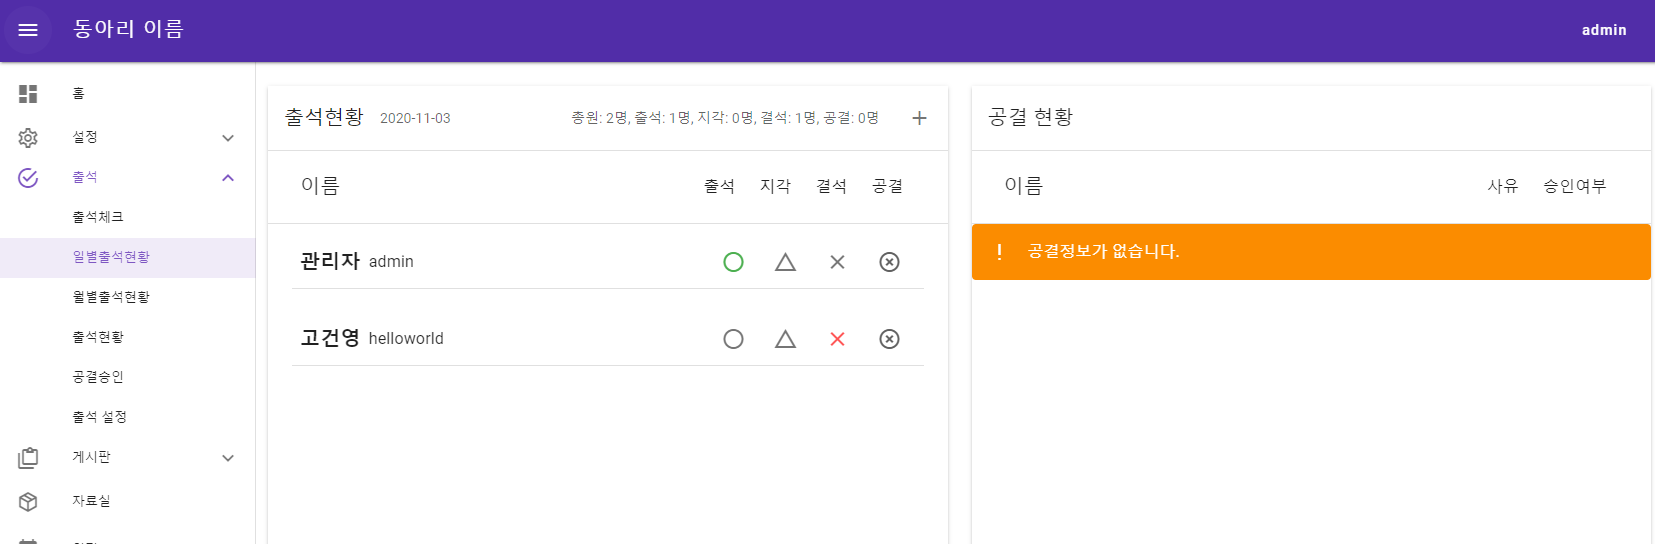 동아리 이름
admin
홈
설정
출석
출석체크
일별출석현황
월별출석현황
출석현황
공결승인
출석 설정
게시판
자료실
출석현황 2020-11-03 총원: 2명, 출석: 1명, 지각: 0명, 결석: 1명, 공결: 0명
이름 출석 지각 결석 공결
관리자 admin
고건영 helloworld
공결 현황
이름 사유 승인여부
공결정보가 없습니다.